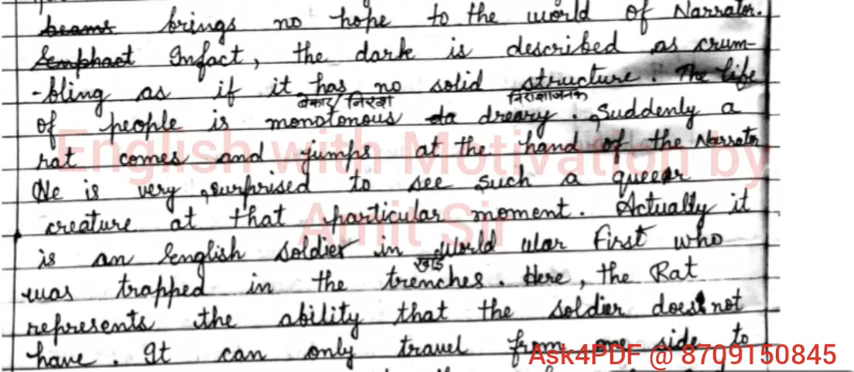 beams brings no hope to the world of Narrator.
Emphact Infact, the dark is described as crum-
-bling as if it has no solid structure. The life
बेकार/निरशा निराशाजनक
of people is monotonous da dreary. Suddenly a
rat comes and jumps at the hand of the Narrator
He is very surprised to see such a queer
creature at that particular moment. Actually it
is an English soldier in world war first who
खाई
was trapped in the trenches. Here, the Rat
represents the ability that the soldier does not
have. It can only travel from one side to
English with Motivation by
Amit Sir
Ask4PDF @ 8709150845